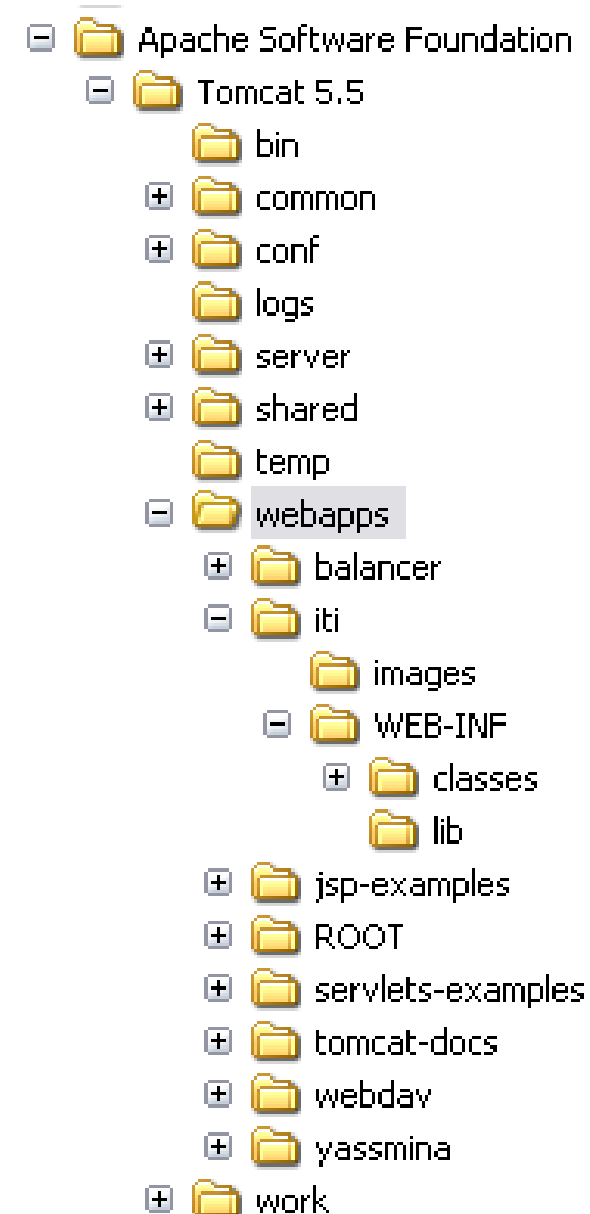 Apache Software Foundation
Tomcat 5.5
bin
common
conf
logs
server
shared
temp
webapps
balancer
iti
images
WEB-INF
classes
lib
jsp-examples
ROOT
servlets-examples
tomcat-docs
webdav
yassmina
work